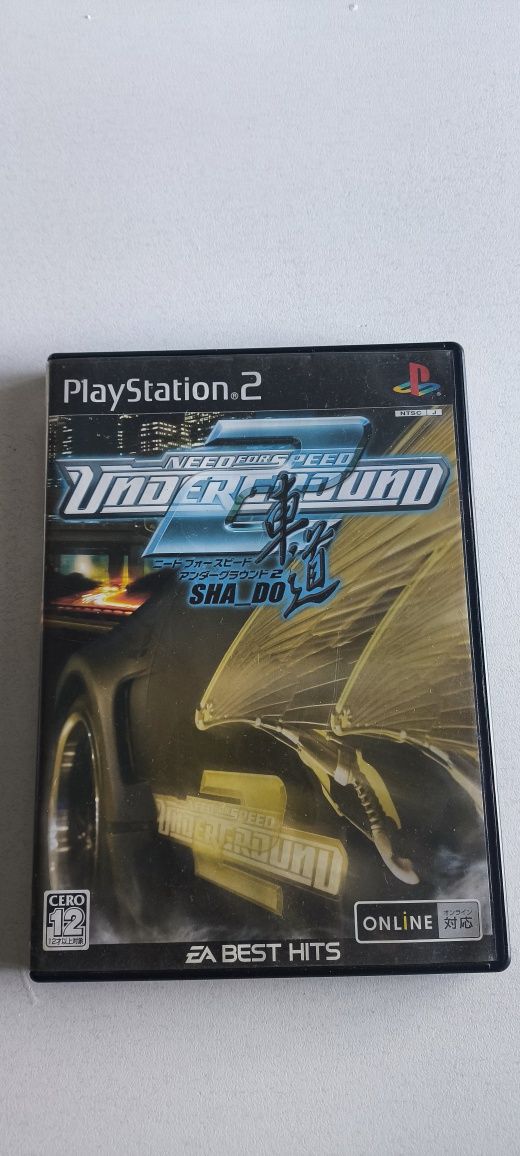 PlayStation®2
NTSC J
2
NEED FOR SPEED
UNDERGROUND
車道
ニード フォー スピード
アンダーグラウンド2
SHA_DO
2
NEED FOR SPEED
UNDERGROUND
CERO
12
12才以上対象
ONLiNE オンライン対応
EA BEST HITS